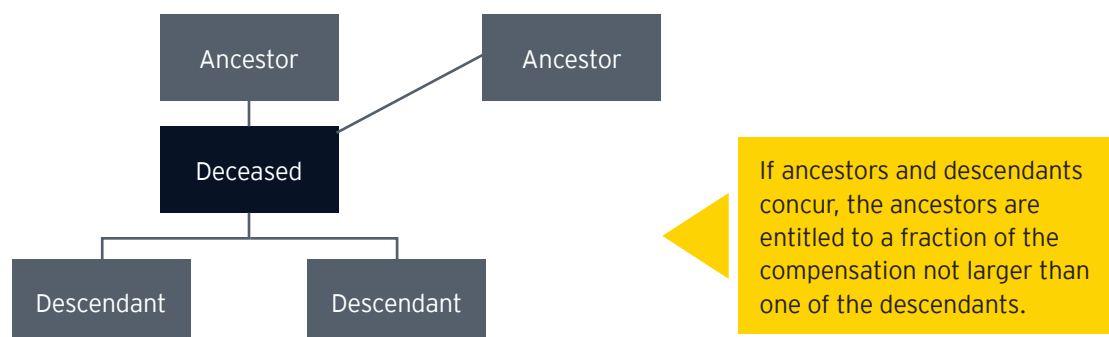 Ancestor
Ancestor
Deceased
Descendant
Descendant
If ancestors and descendants
concur, the ancestors are
entitled to a fraction of the
compensation not larger than
one of the descendants.